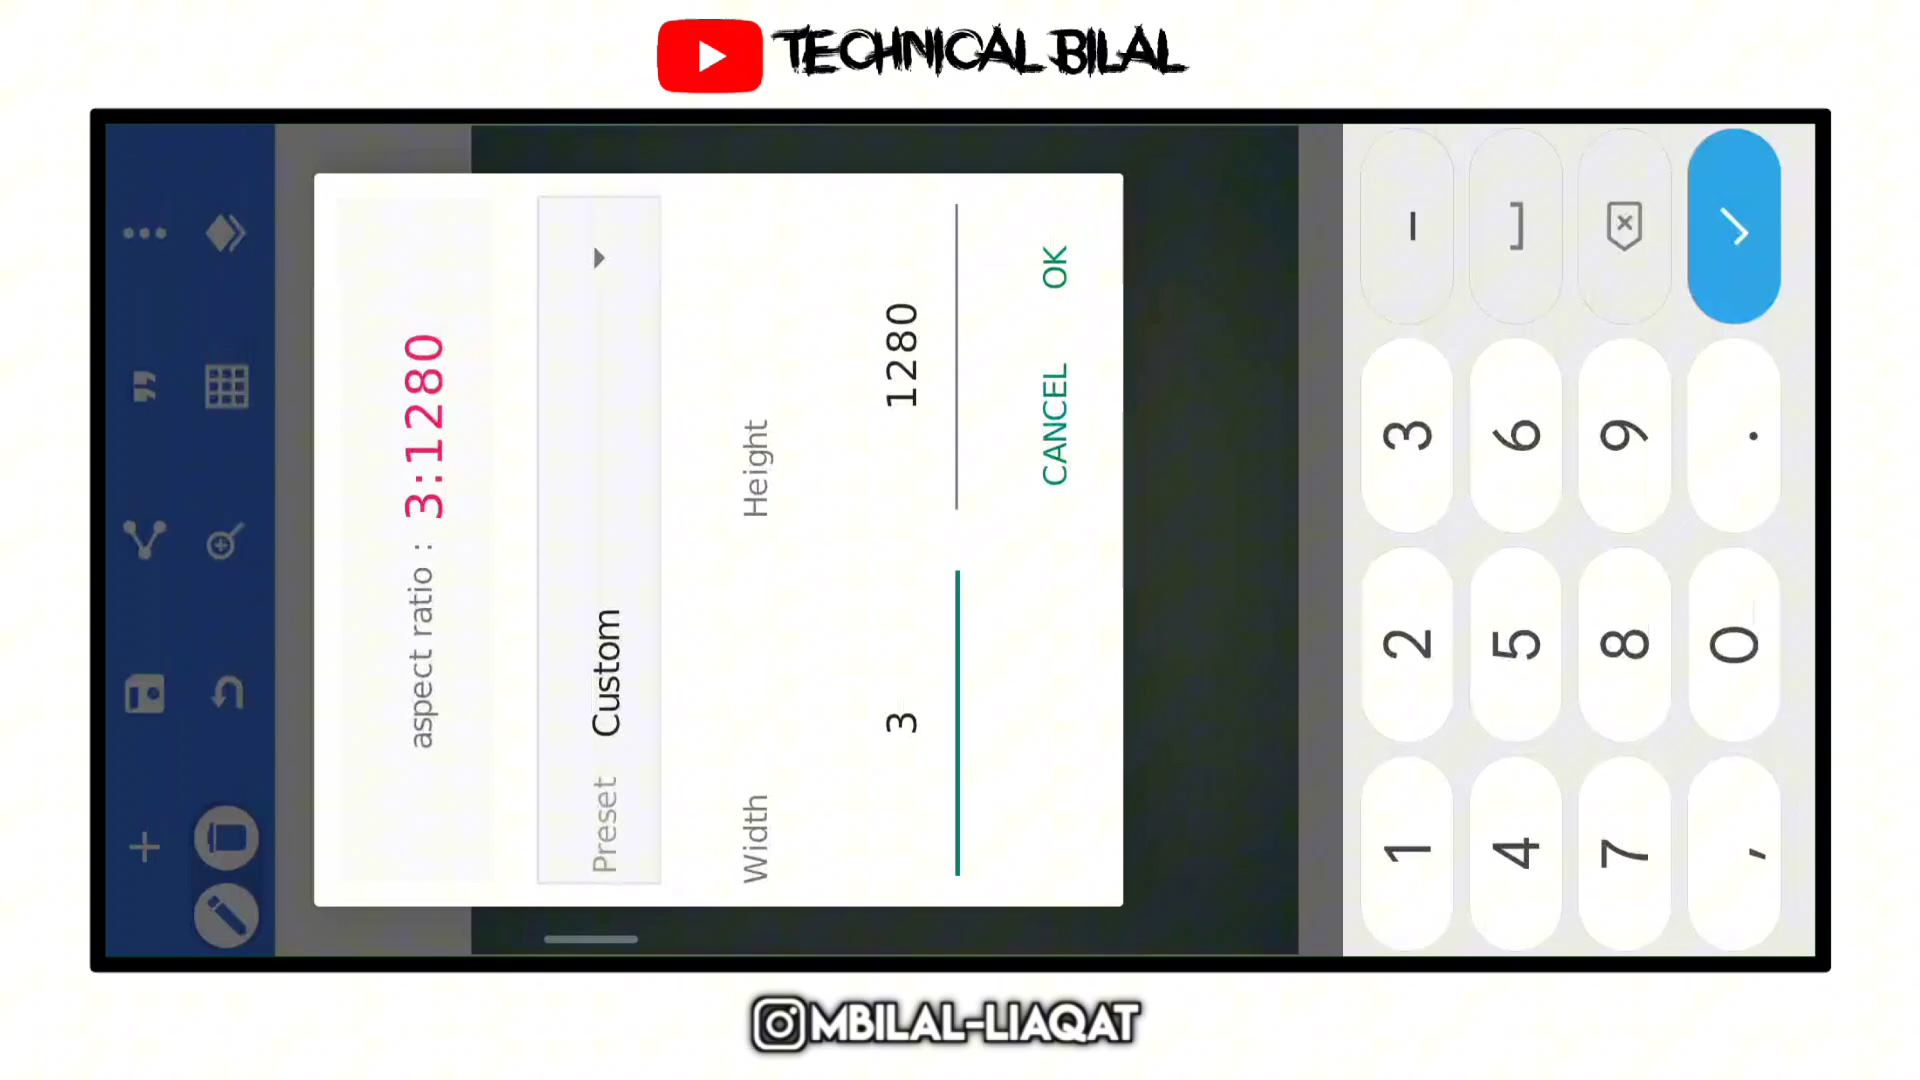 TECHNICAL BILAL
aspect ratio : 3:1280
Preset Custom
Width Height
3 1280
CANCEL OK
1 2 3 -
4 5 6
7 8 9
, 0 .
MBILAL-LIAQAT